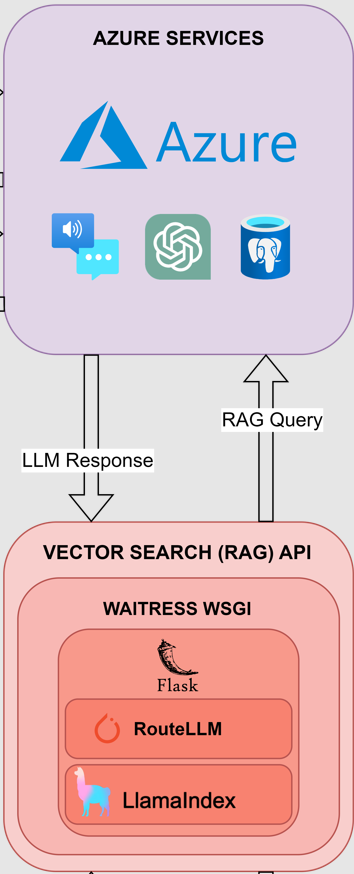 AZURE SERVICES
Azure
RAG Query
LLM Response
VECTOR SEARCH (RAG) API
WAITRESS WSGI
Flask
RouteLLM
LlamaIndex